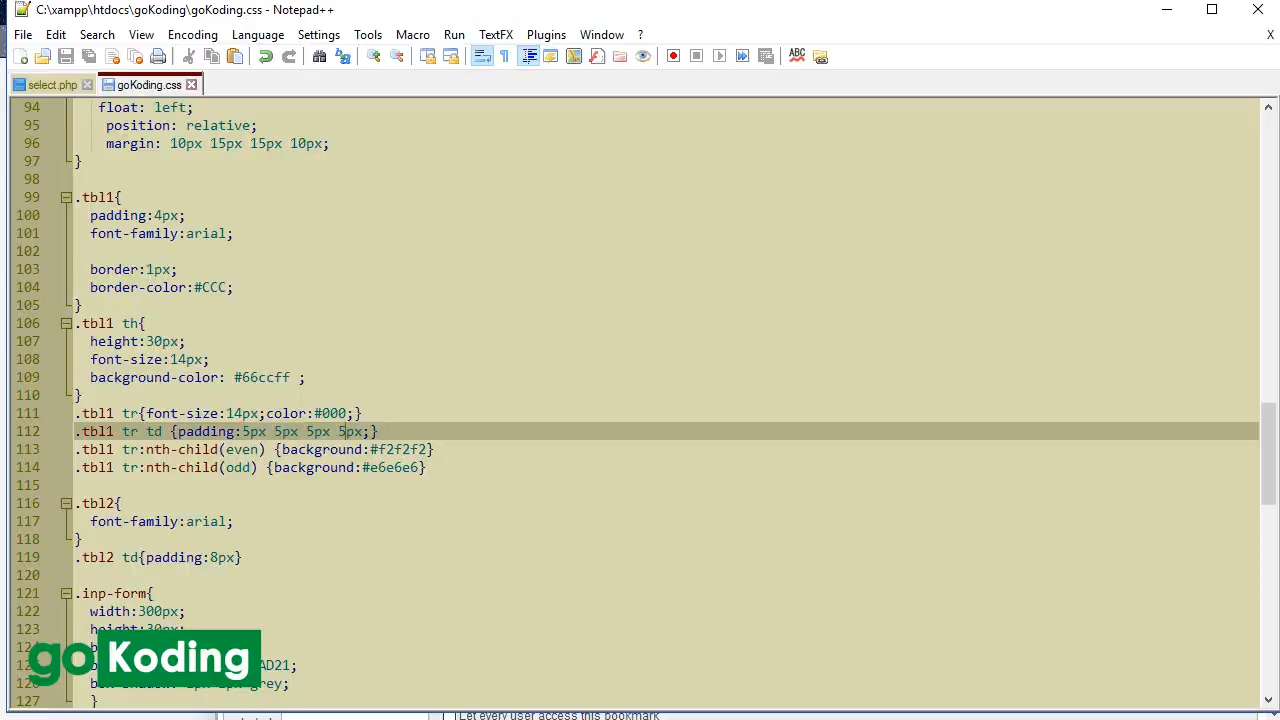 C:\xampp\htdocs\goKoding\goKoding.css - Notepad++
File Edit Search View Encoding Language Settings Tools Macro Run TextFX Plugins Window ? X
select.php goKoding.css
94 float: left;
95 position: relative;
96 margin: 10px 15px 15px 10px;
97 }
98
99 .tbl1{
100 padding:4px;
101 font-family:arial;
102
103 border:1px;
104 border-color:#CCC;
105 }
106 .tbl1 th{
107 height:30px;
108 font-size:14px;
109 background-color: #66ccff ;
110 }
111 .tbl1 tr{font-size:14px;color:#000;}
112 .tbl1 tr td {padding:5px 5px 5px 5px;}
113 .tbl1 tr:nth-child(even) {background:#f2f2f2}
114 .tbl1 tr:nth-child(odd) {background:#e6e6e6}
115
116 .tbl2{
117 font-family:arial;
118 }
119 .tbl2 td{padding:8px}
120
121 .inp-form{
122 width:300px;
123 height:30px;
AD21;
grey;
127 }
goKoding
Let every user access this bookmark